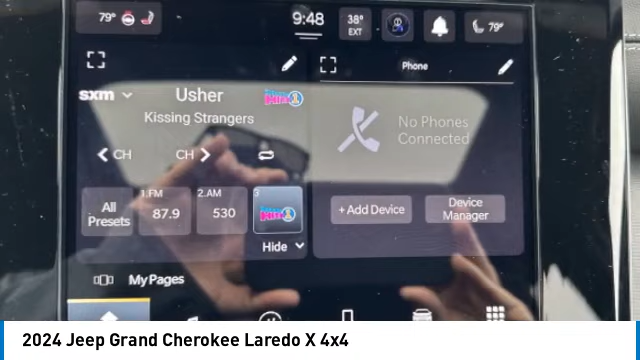 79°
9:48
38°
EXT
79°
Phone
sxm
Usher
Kissing Strangers
No Phones
Connected
CH
CH
All
Presets
1.FM
87.9
2.AM
530
3
+Add Device
Device
Manager
Hide
My Pages
2024 Jeep Grand Cherokee Laredo X 4x4